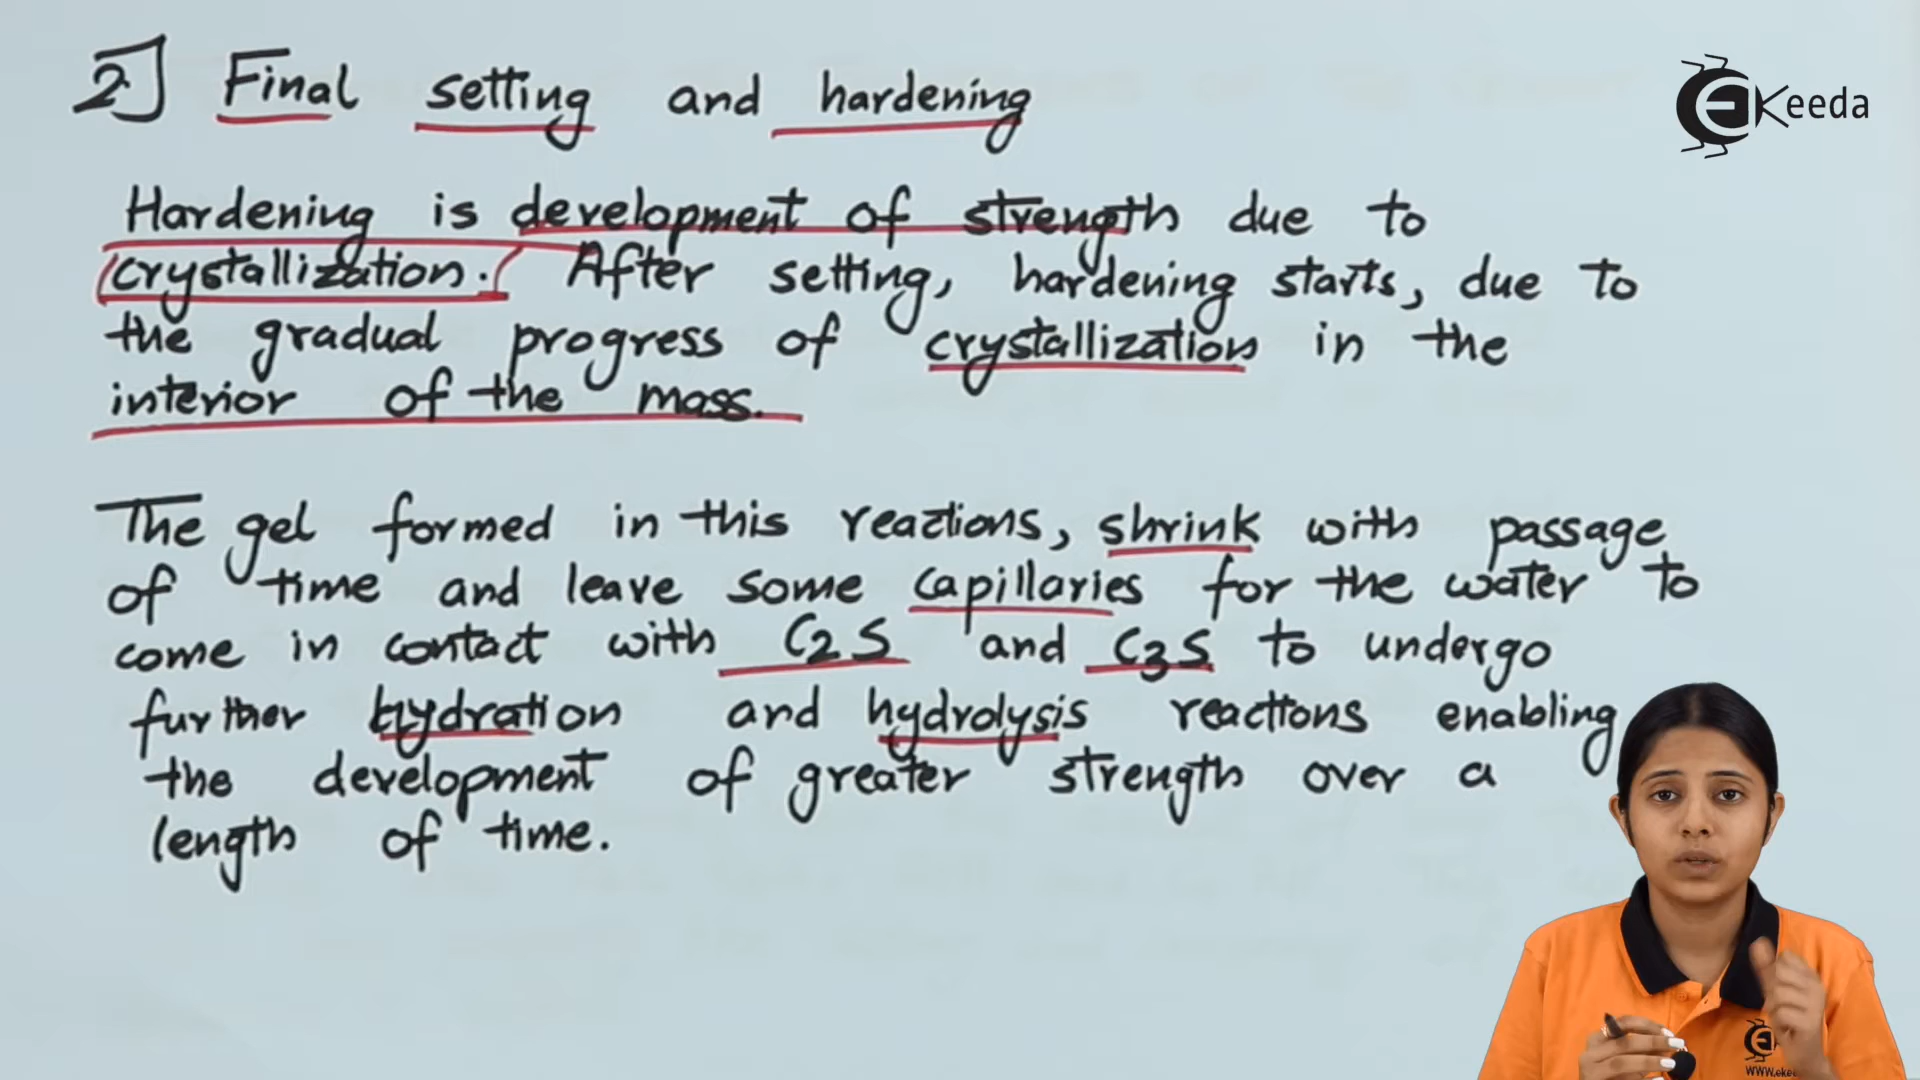 2] Final setting and hardening
EKeeda
Hardening is development of strength due to
crystallization. After setting, hardening starts, due to
the gradual progress of crystallization in the
interior of the mass.
The gel formed in this reactions, shrink with passage
of time and leave some capillaries for the water to
come in contact with C2S and C3S to undergo
further hydration and hydrolysis reactions enabling
the development of greater strength over a
length of time.